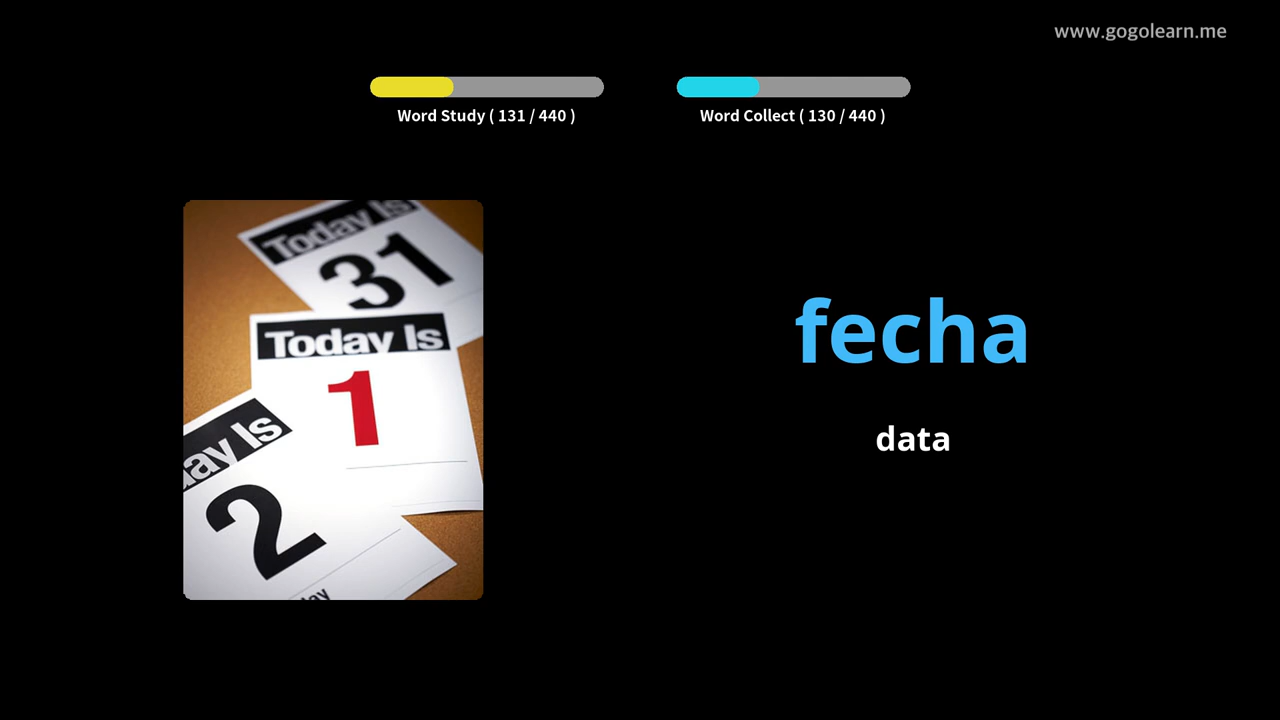 www.gogolearn.me
Word Study ( 131 / 440 )
Word Collect ( 130 / 440 )
Today Is
31
Today Is
1
day Is
2
fecha
data